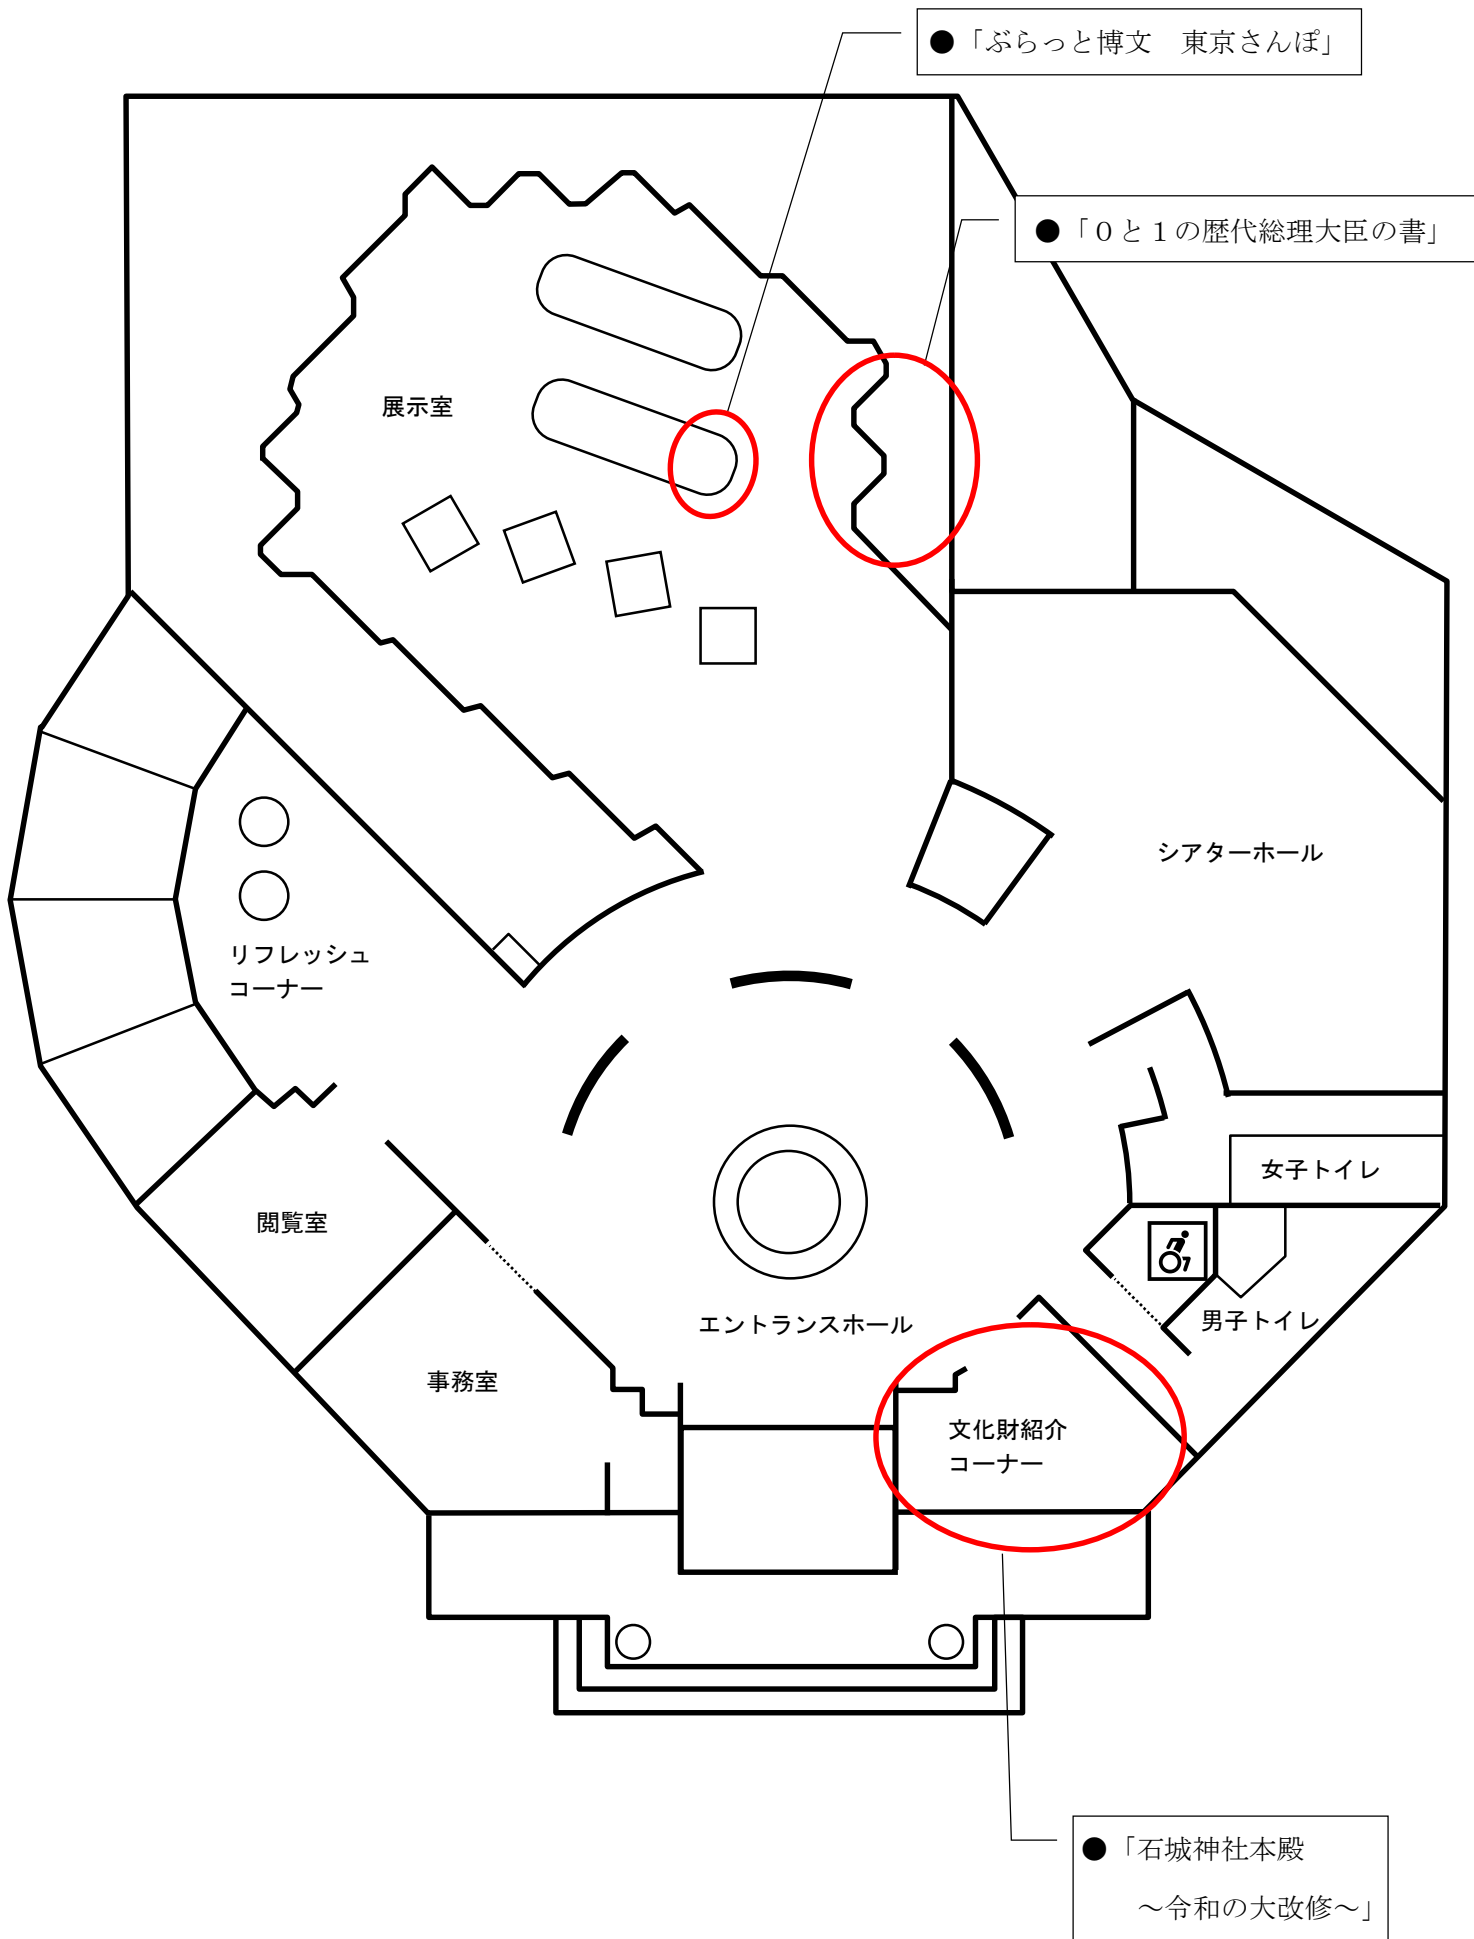 ●「ぶらっと博文　東京さんぽ」
●「０と１の歴代総理大臣の書」
展示室
シアターホール
リフレッシュ
コーナー
女子トイレ
閲覧室
男子トイレ
エントランスホール
事務室
文化財紹介
コーナー
●「石城神社本殿
～令和の大改修～」